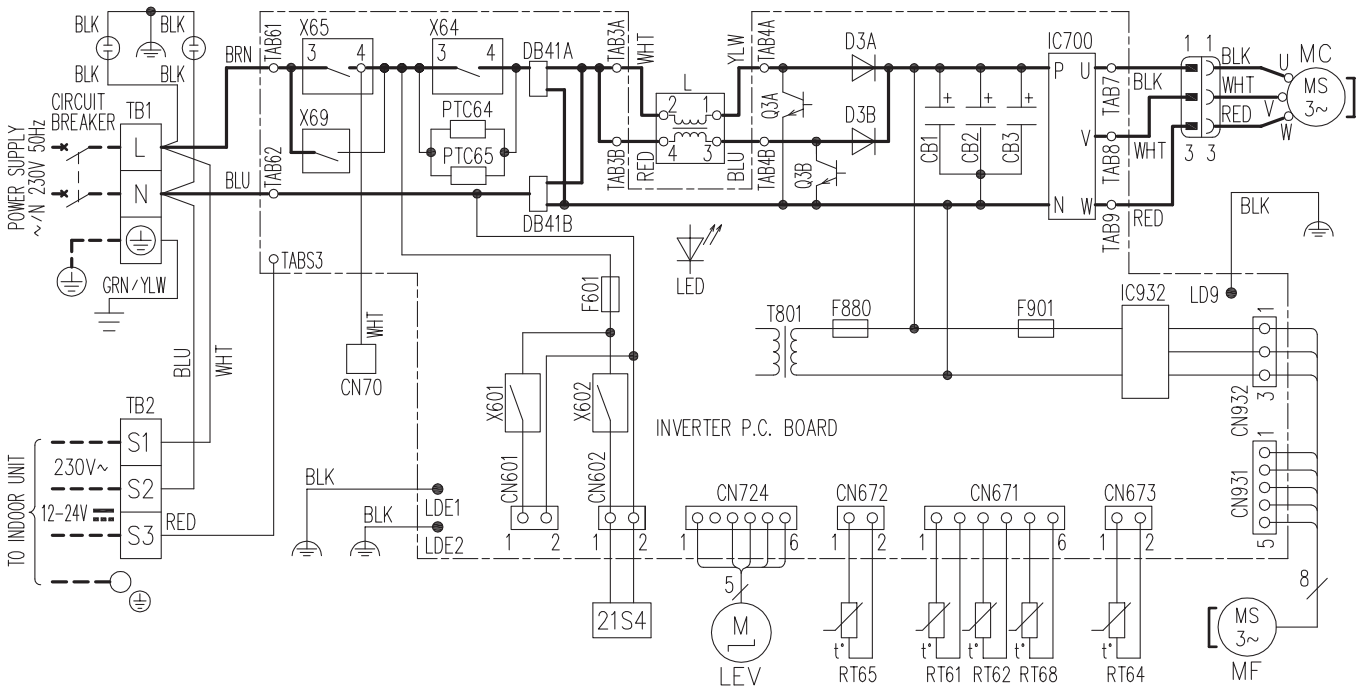 BLK BLK
BLK BLK
BRN
CIRCUIT
BREAKER
TB1
POWER SUPPLY
~/N 230V 50Hz
L
N
BLU
GRN/YLW
BLU
WHT
TB2
S1
S2
S3
230V~
12-24V
TO INDOOR UNIT
RED
TAB61
TAB62
TABS3
X65
3 4
X69
X64
3 4
PTC64
PTC65
DB41A
DB41B
TAB3A
WHT
TAB3B
RED
L
2 1
4 3
YLW
BLU
TAB4A
TAB4B
Q3A
Q3B
D3A
D3B
CB1
+
CB2
+
CB3
+
IC700
P U
V
N W
TAB7
TAB8
TAB9
BLK
WHT
RED
1 1
3 3
BLK
WHT
RED
U
V
W
MC
MS
3~
BLK
LD9
LED
WHT
CN70
F601
X601
X602
INVERTER P.C. BOARD
T801
F880
F901
IC932
CN932
1
3
CN931
1
5
BLK
LDE1
BLK
LDE2
CN601
1 2
CN602
1 2
21S4
CN724
1 6
5
M
LEV
CN672
1 2
t°
RT65
CN671
1 6
t° t° t°
RT61 RT62 RT68
CN673
1 2
t°
RT64
8
MS
3~
MF